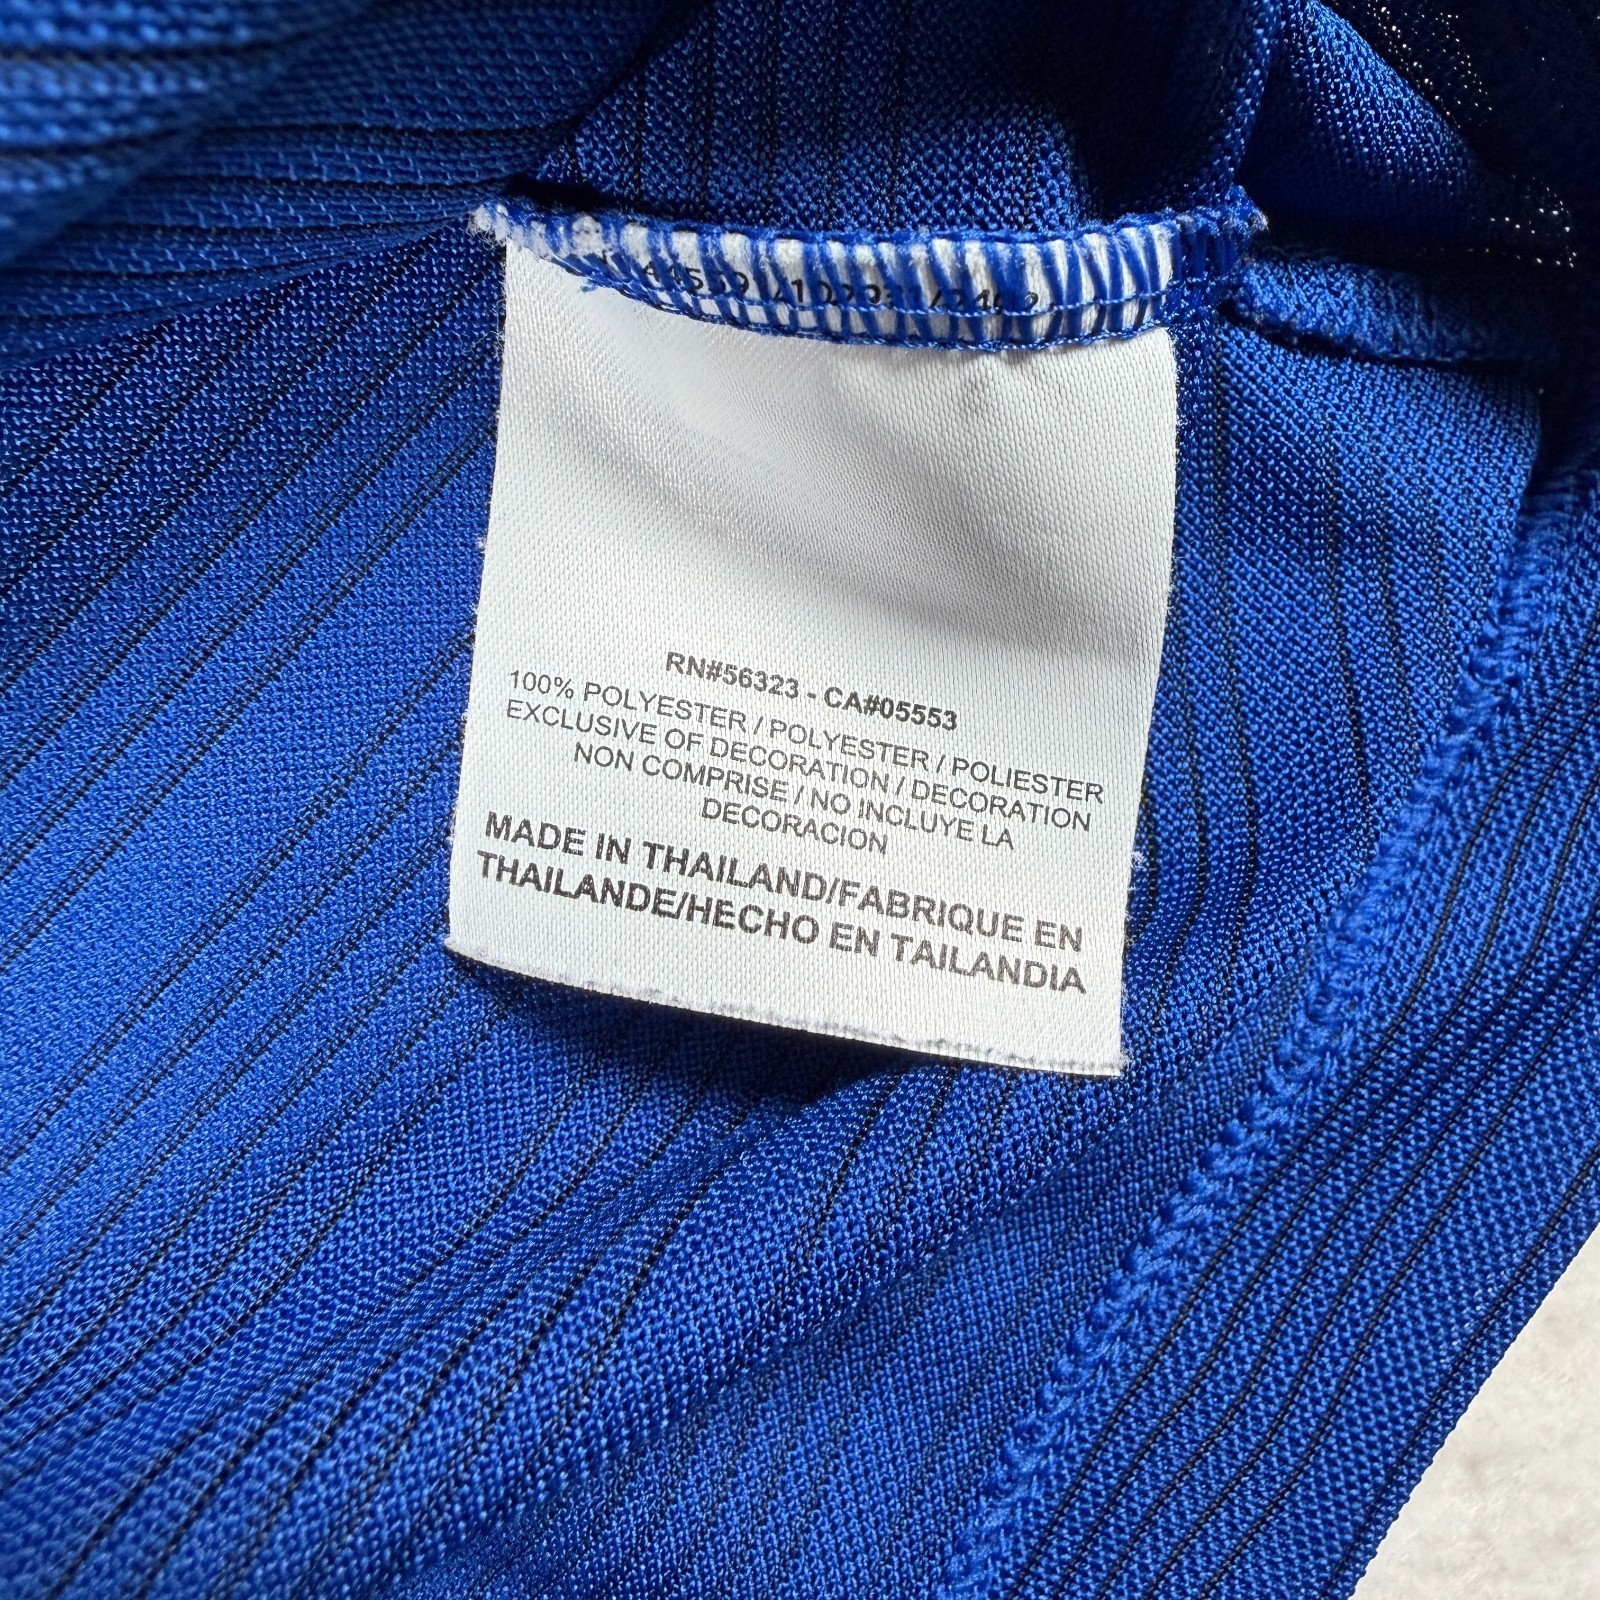 RN#56323 - CA#05553
100% POLYESTER / POLYESTER / POLIESTER
EXCLUSIVE OF DECORATION / DECORATION
NON COMPRISE / NO INCLUYE LA
DECORACION
MADE IN THAILAND/FABRIQUE EN
THAILANDE/HECHO EN TAILANDIA